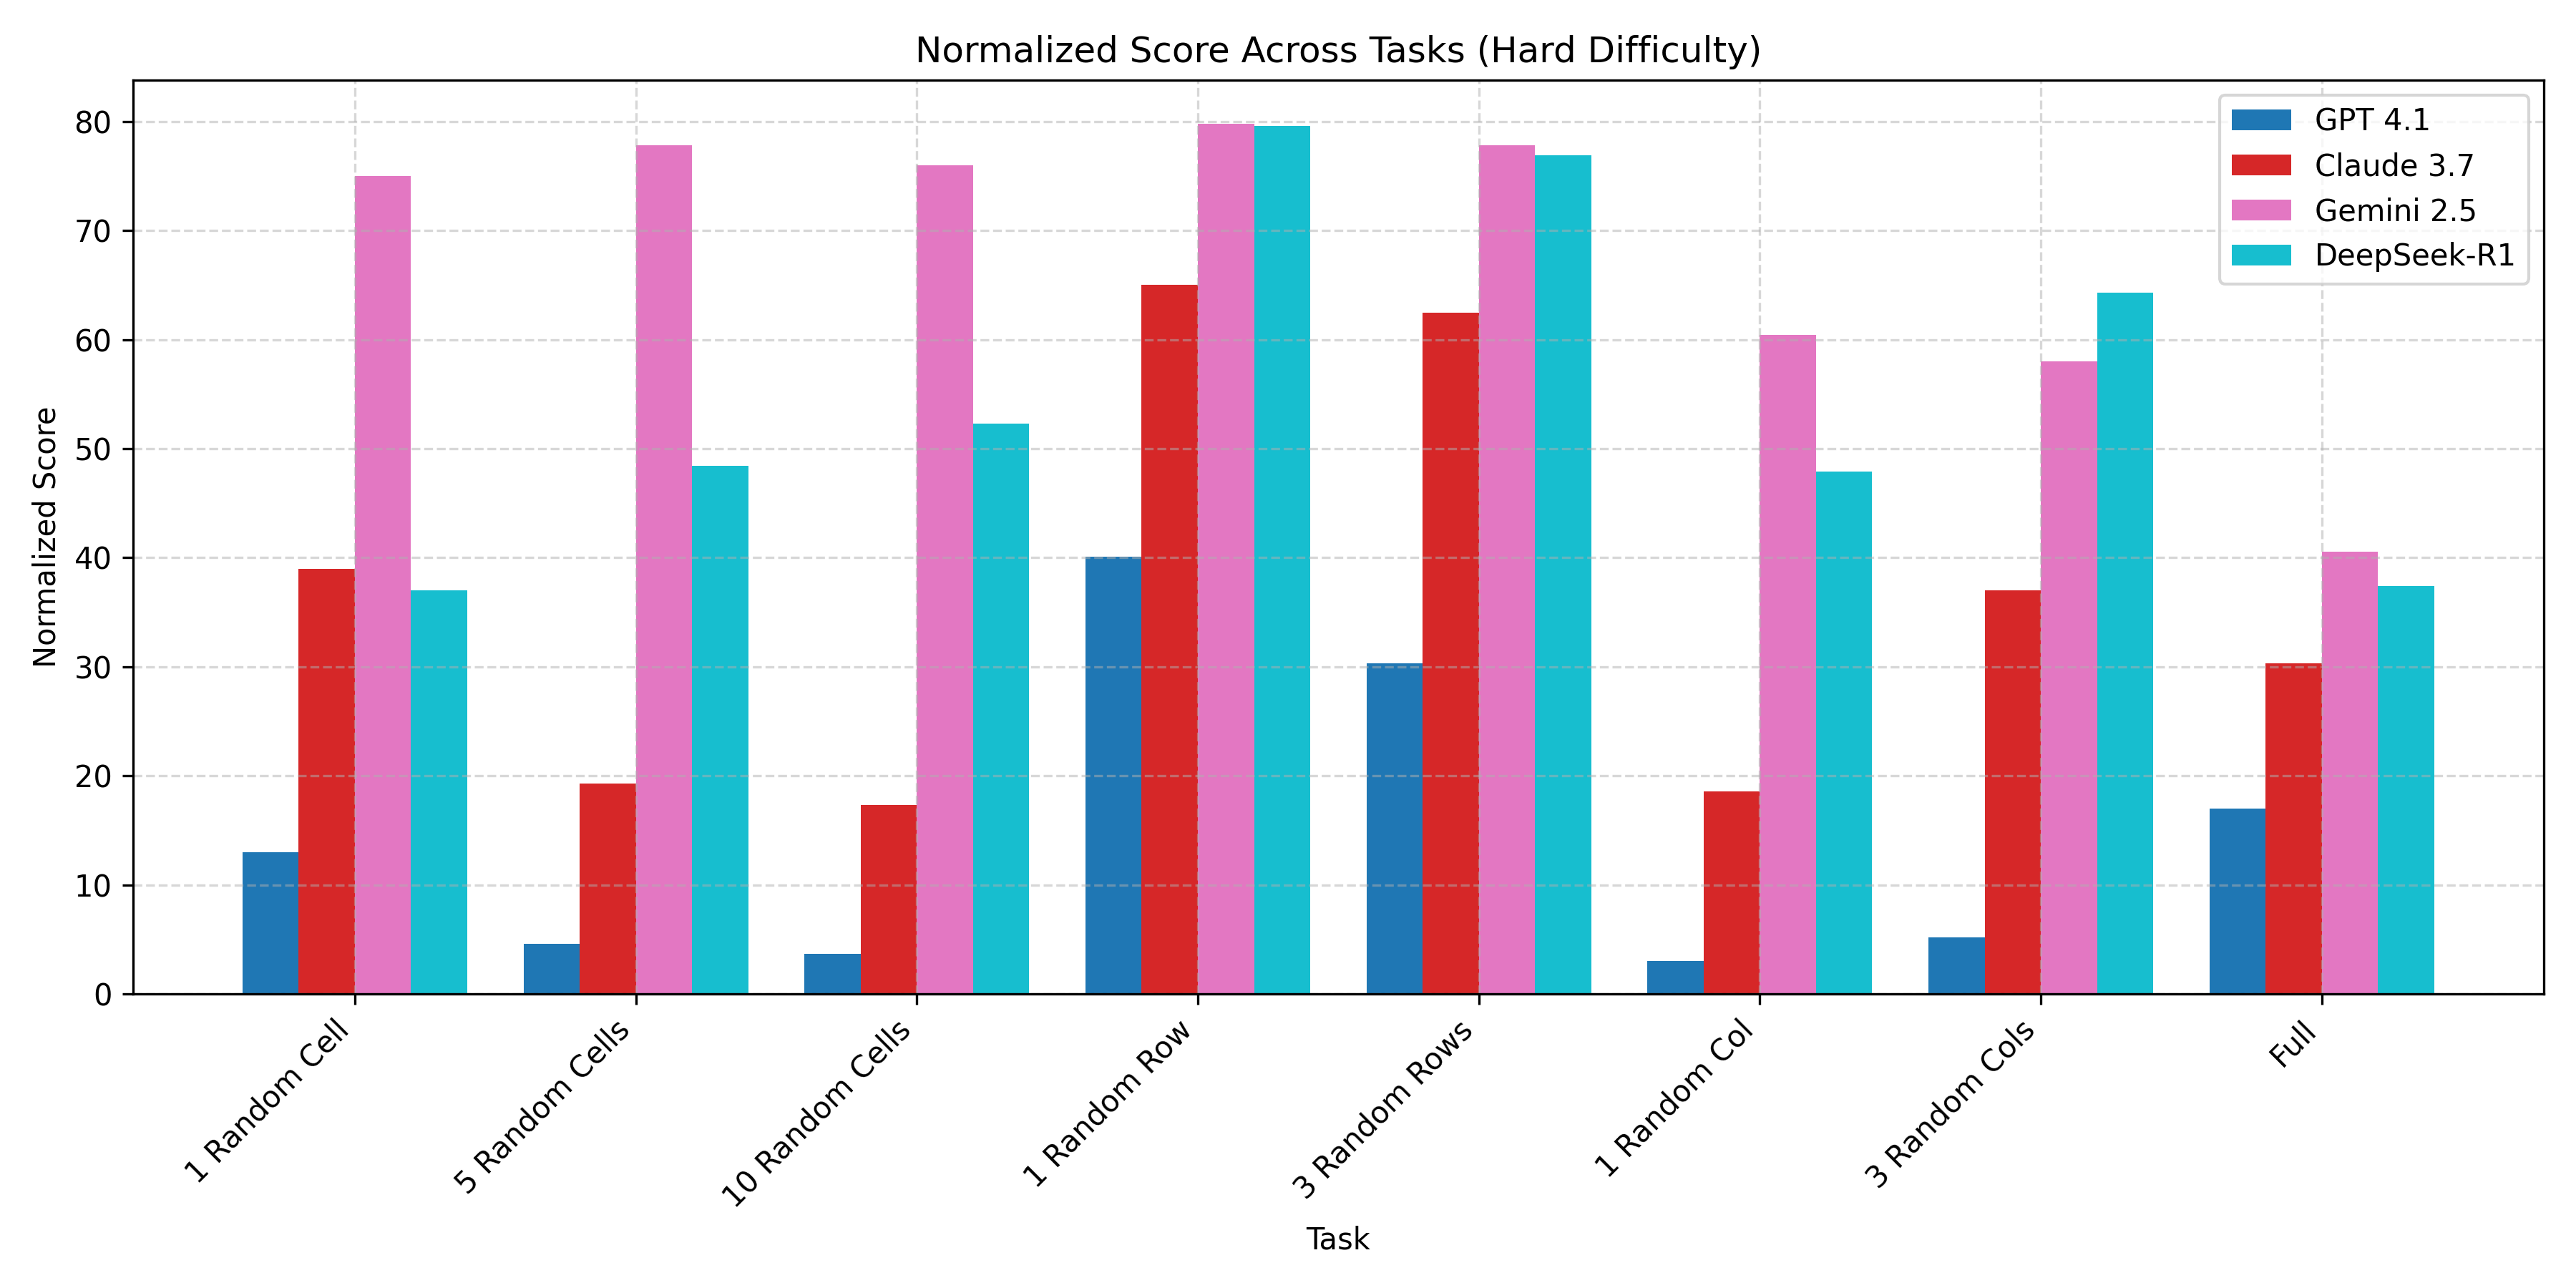 Normalized Score Across Tasks (Hard Difficulty)
GPT 4.1
Claude 3.7
Gemini 2.5
DeepSeek-R1
Normalized Score
80
70
60
50
40
30
20
10
0
1 Random Cell
5 Random Cells
10 Random Cells
1 Random Row
3 Random Rows
1 Random Col
3 Random Cols
Full
Task